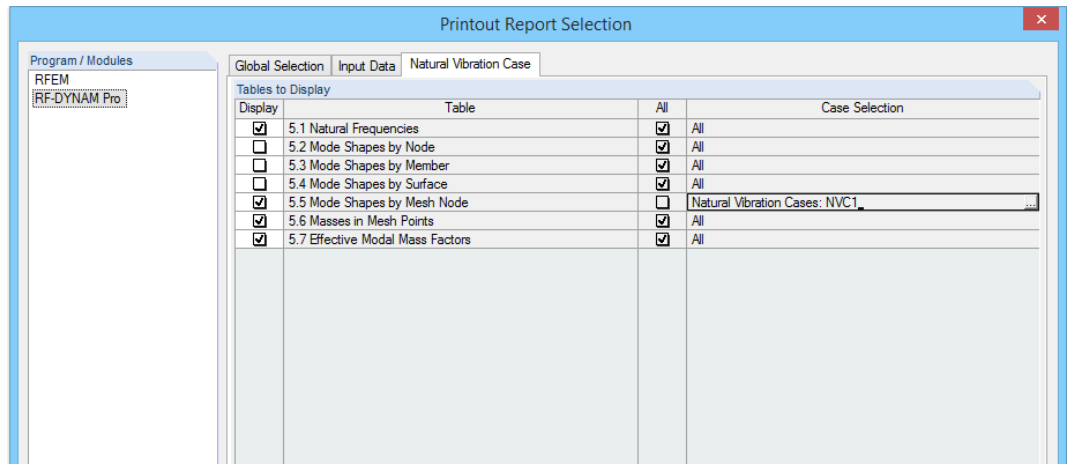 Printout Report Selection
Program / Modules
RFEM
RF-DYNAM Pro
Global Selection Input Data Natural Vibration Case
Tables to Display
Display Table All Case Selection
5.1 Natural Frequencies All
5.2 Mode Shapes by Node All
5.3 Mode Shapes by Member All
5.4 Mode Shapes by Surface All
5.5 Mode Shapes by Mesh Node Natural Vibration Cases: NVC1_ ...
5.6 Masses in Mesh Points All
5.7 Effective Modal Mass Factors All